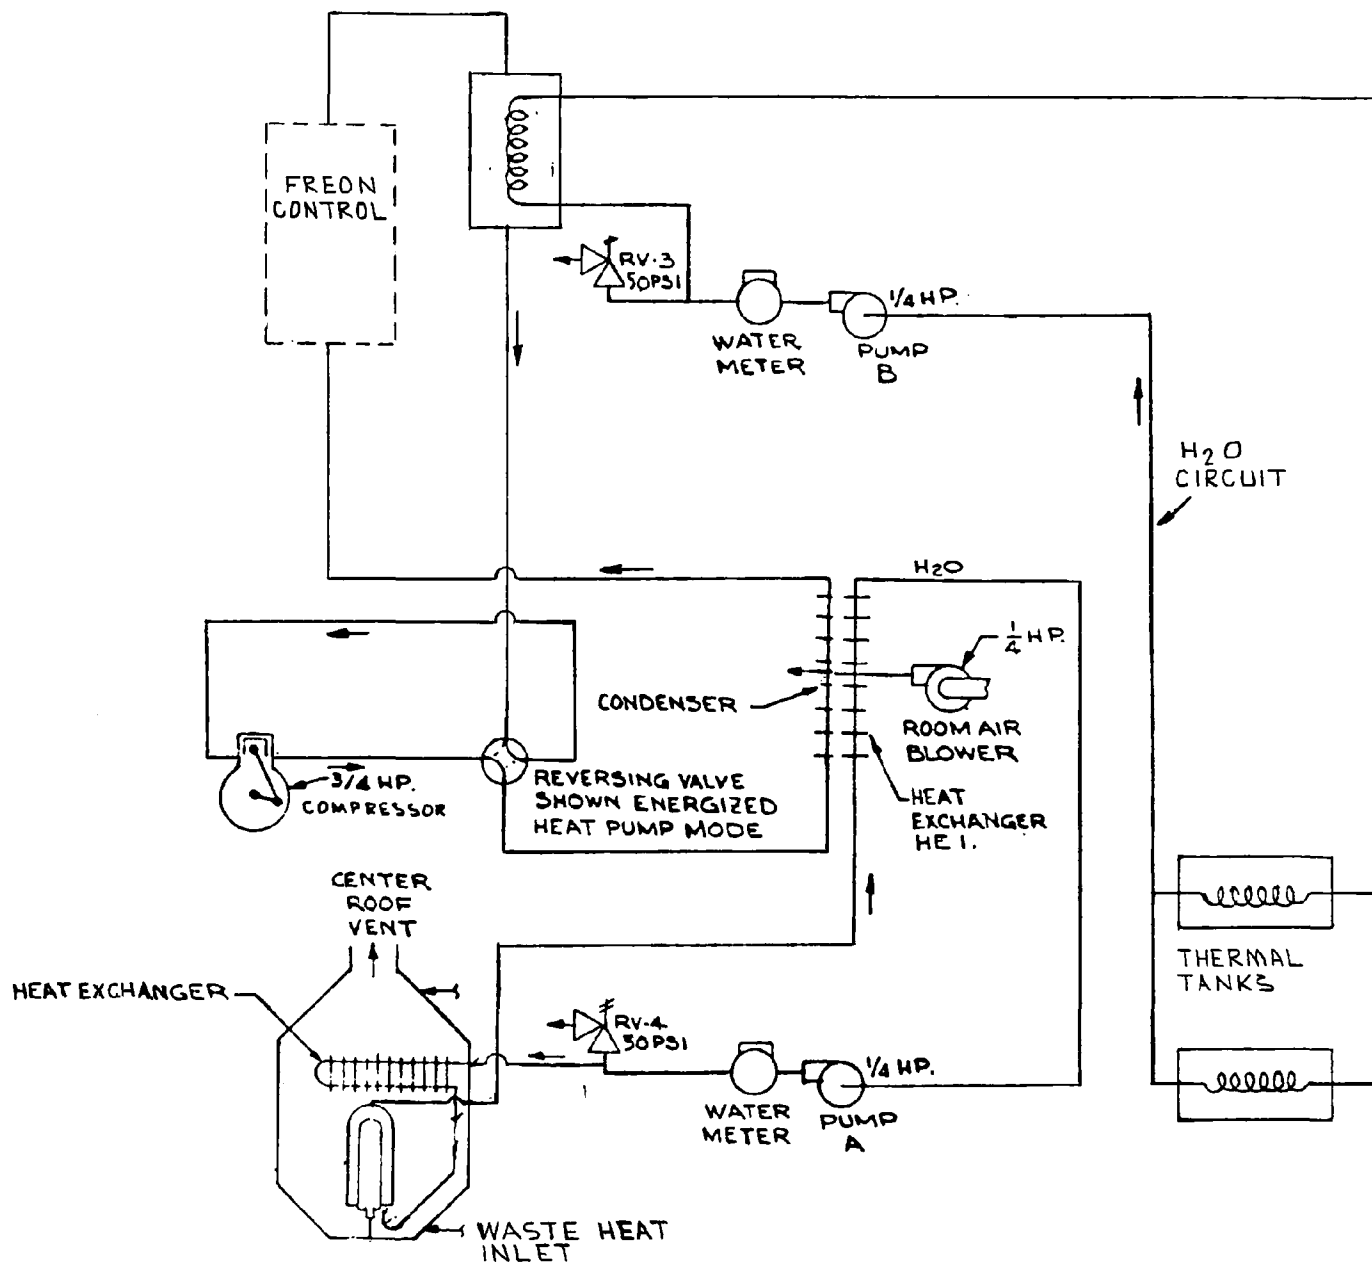 FREON
CONTROL
RV-3
50PSI
WATER
METER
1/4 HP.
PUMP
B
H2O
CIRCUIT
H2O
1/4 HP.
CONDENSER
ROOM AIR
BLOWER
3/4 HP.
COMPRESSOR
REVERSING VALVE
SHOWN ENERGIZED
HEAT PUMP MODE
HEAT
EXCHANGER
HE 1.
CENTER
ROOF
VENT
HEAT EXCHANGER
THERMAL
TANKS
RV-4
50PSI
WATER
METER
1/4 HP.
PUMP
A
WASTE HEAT
INLET